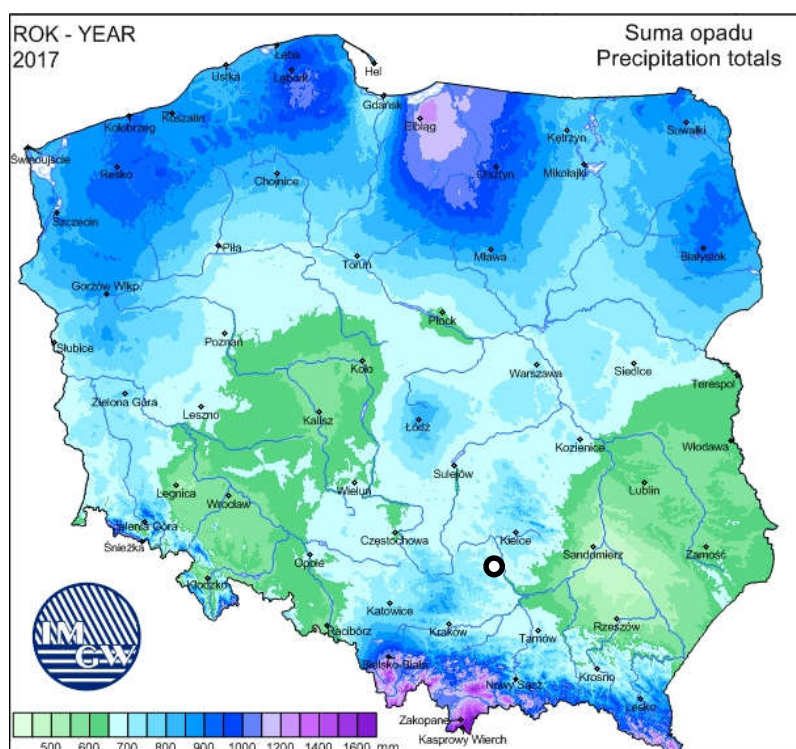 ROK - YEAR
2017
Suma opadu
Precipitation totals
Łeba
Ustka
Lębork
Hel
Gdańsk
Koszalin
Kołobrzeg
Elbląg
Kętrzyn
Suwałki
Świnoujście
Resko
Chojnice
Olsztyn
Mikołajki
Szczecin
Piła
Toruń
Mława
Białystok
Gorzów Wlkp.
Płock
Słubice
Poznań
Koło
Warszawa
Siedlce
Terespol
Zielona Góra
Leszno
Kalisz
Łódź
Kozienice
Włodawa
Sulejów
Legnica
Wrocław
Wieluń
Lublin
Jelenia Góra
Śnieżka
Częstochowa
Kielce
Sandomierz
Zamość
Opole
Kłodzko
Katowice
Racibórz
Kraków
Tarnów
Rzeszów
Bielsko-Biała
Nowy Sącz
Krosno
Lesko
Zakopane
Kasprowy Wierch
IM
GW
500 600 700 800 900 1000 1200 1400 1600 mm